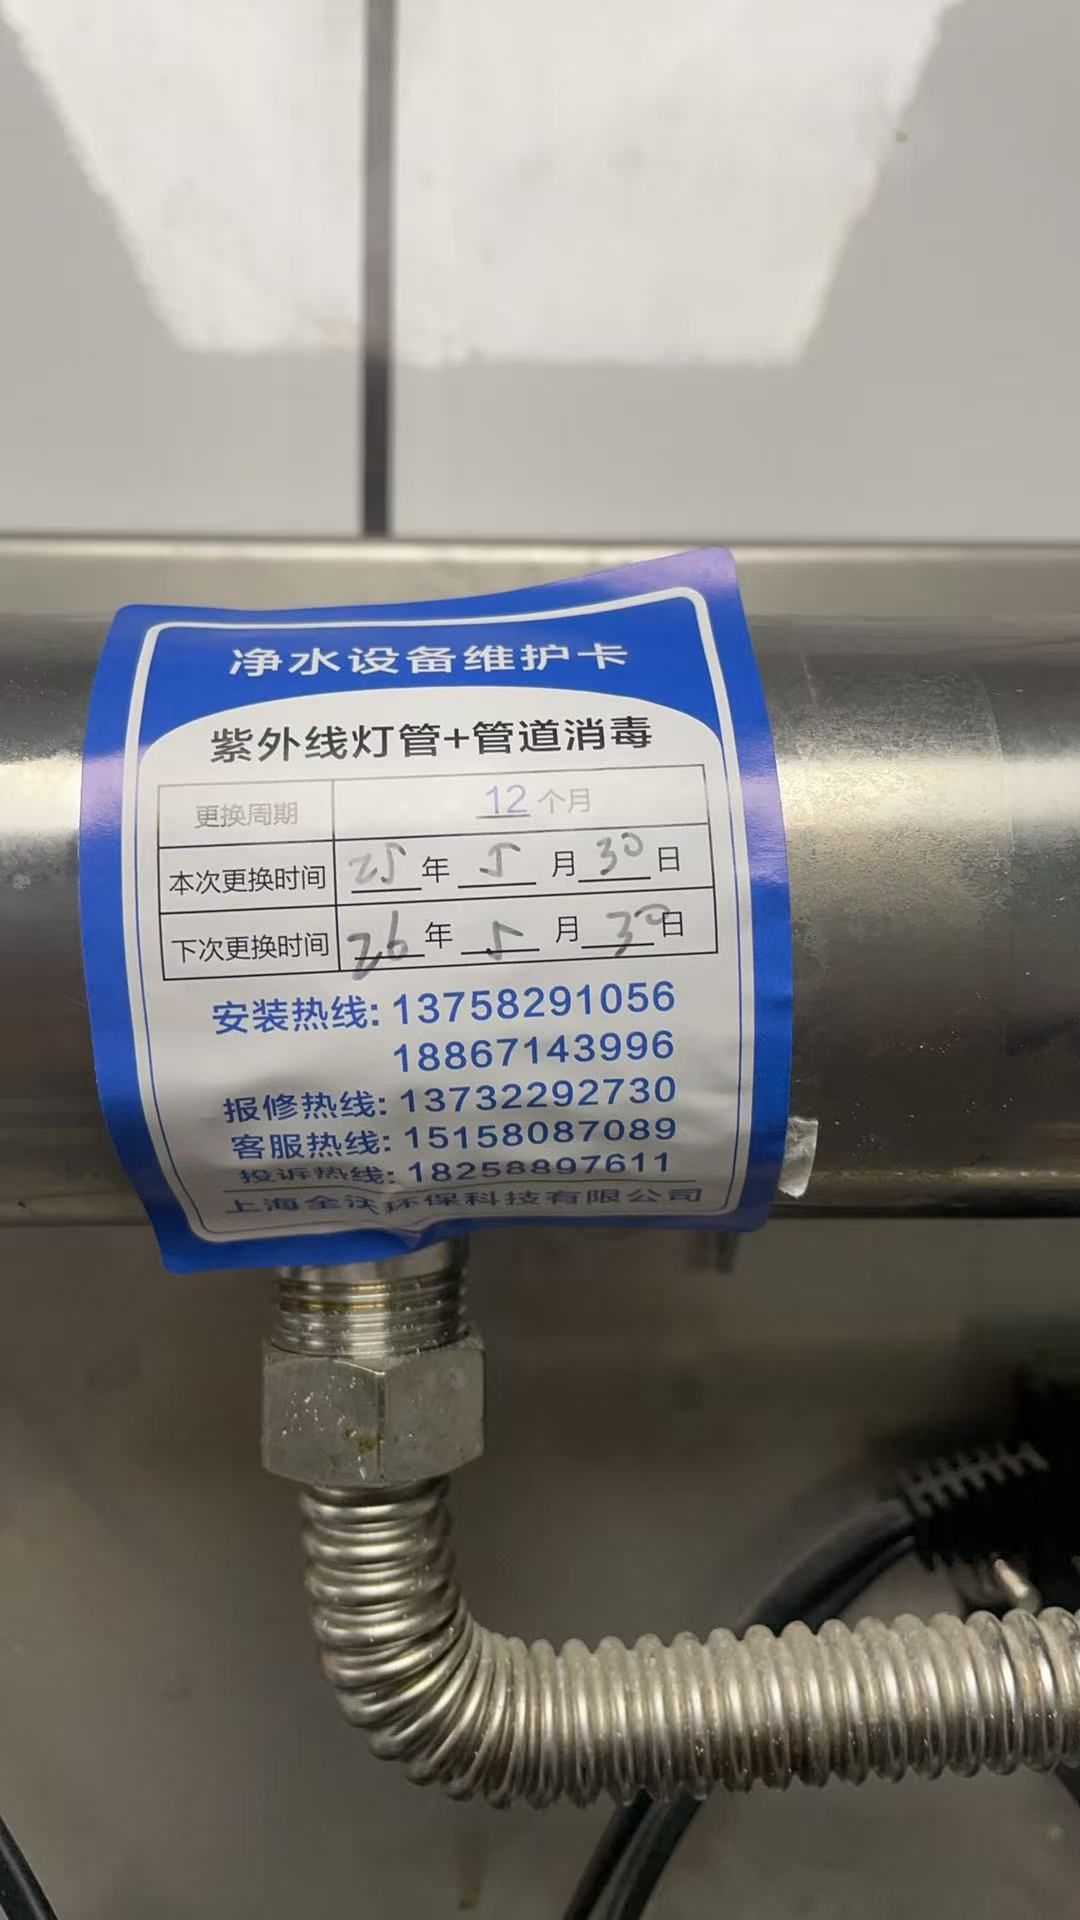 净水设备维护卡
紫外线灯管+管道消毒
更换周期 12 个月
本次更换时间 25 年 5 月 30 日
下次更换时间 26 年 5 月 30 日
安装热线: 13758291056
18867143996
报修热线: 13732292730
客服热线: 15158087089
投诉热线: 18258897611
上海全沃环保科技有限公司